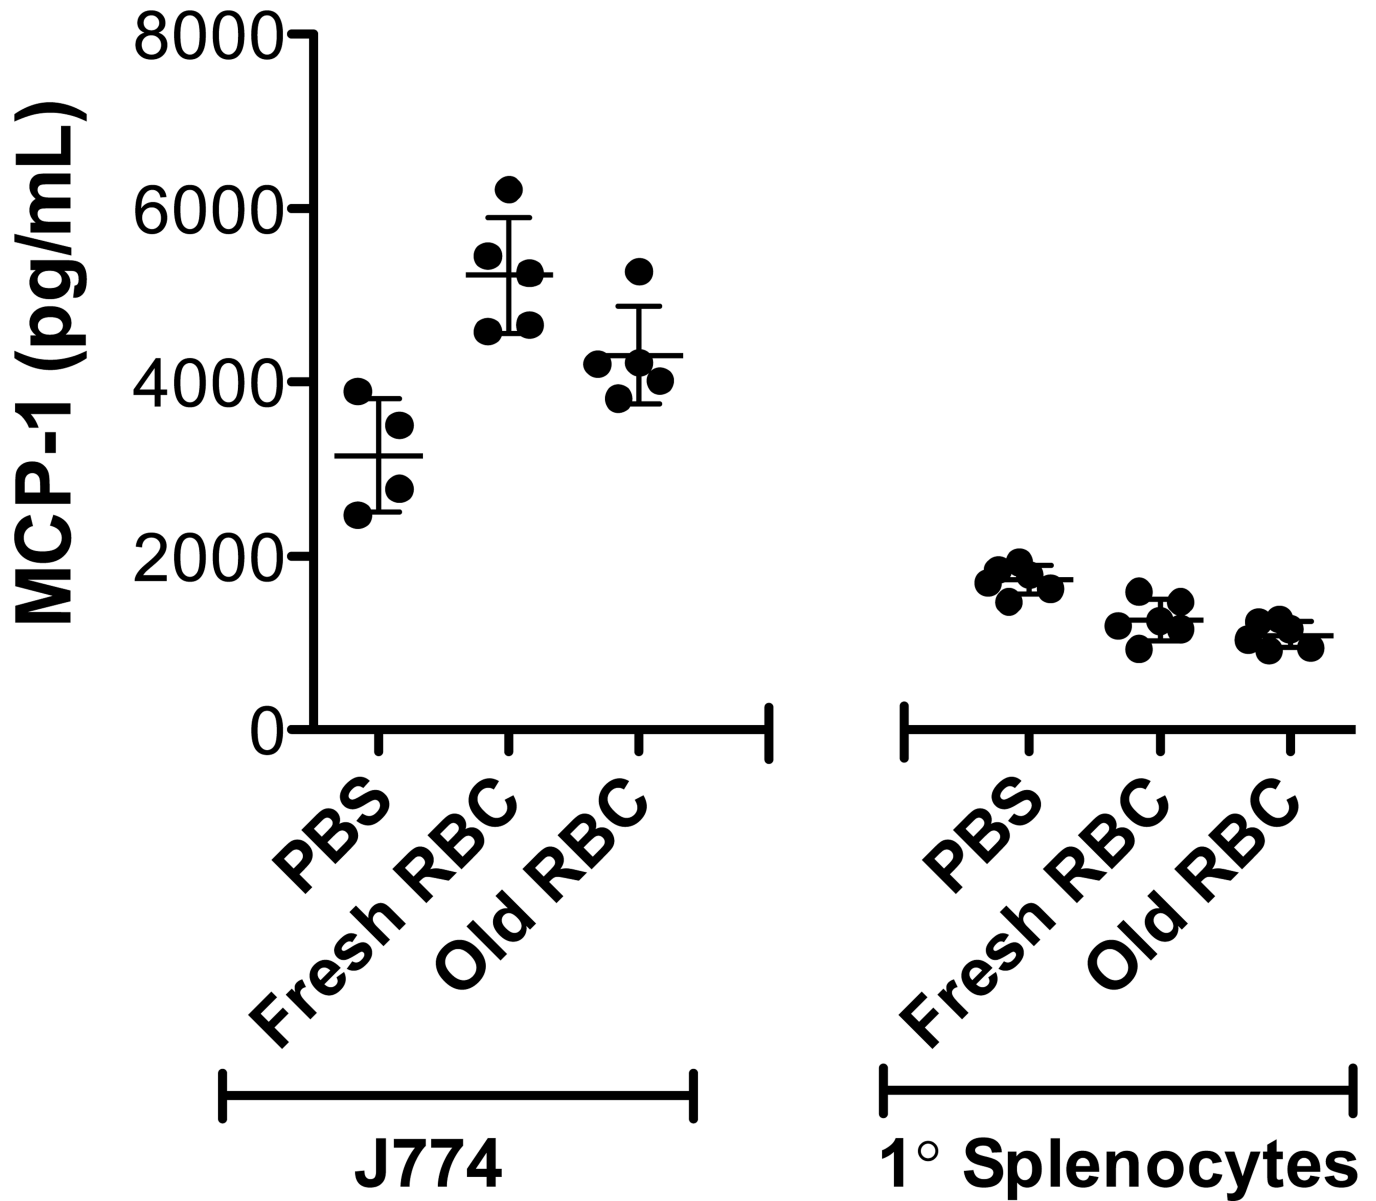 MCP-1 (pg/mL)
8000
6000
4000
2000
0
PBS
Fresh RBC
Old RBC
PBS
Fresh RBC
Old RBC
J774
1° Splenocytes